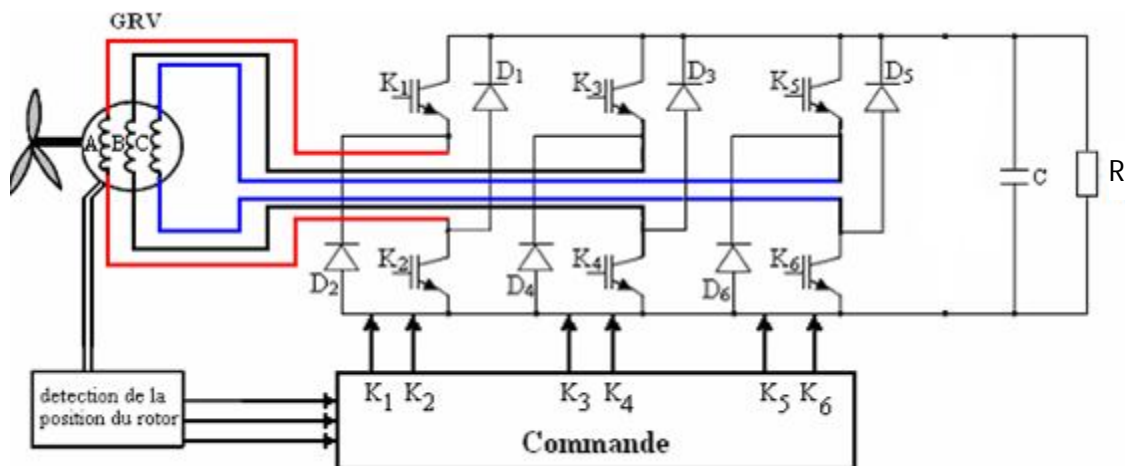 GRV
K1
D1
K3
D3
K5
D5
A B C
C
R
K2
D2
K4
D4
K6
D6
detection de la
position du rotor
K1 K2 K3 K4 K5 K6
Commande